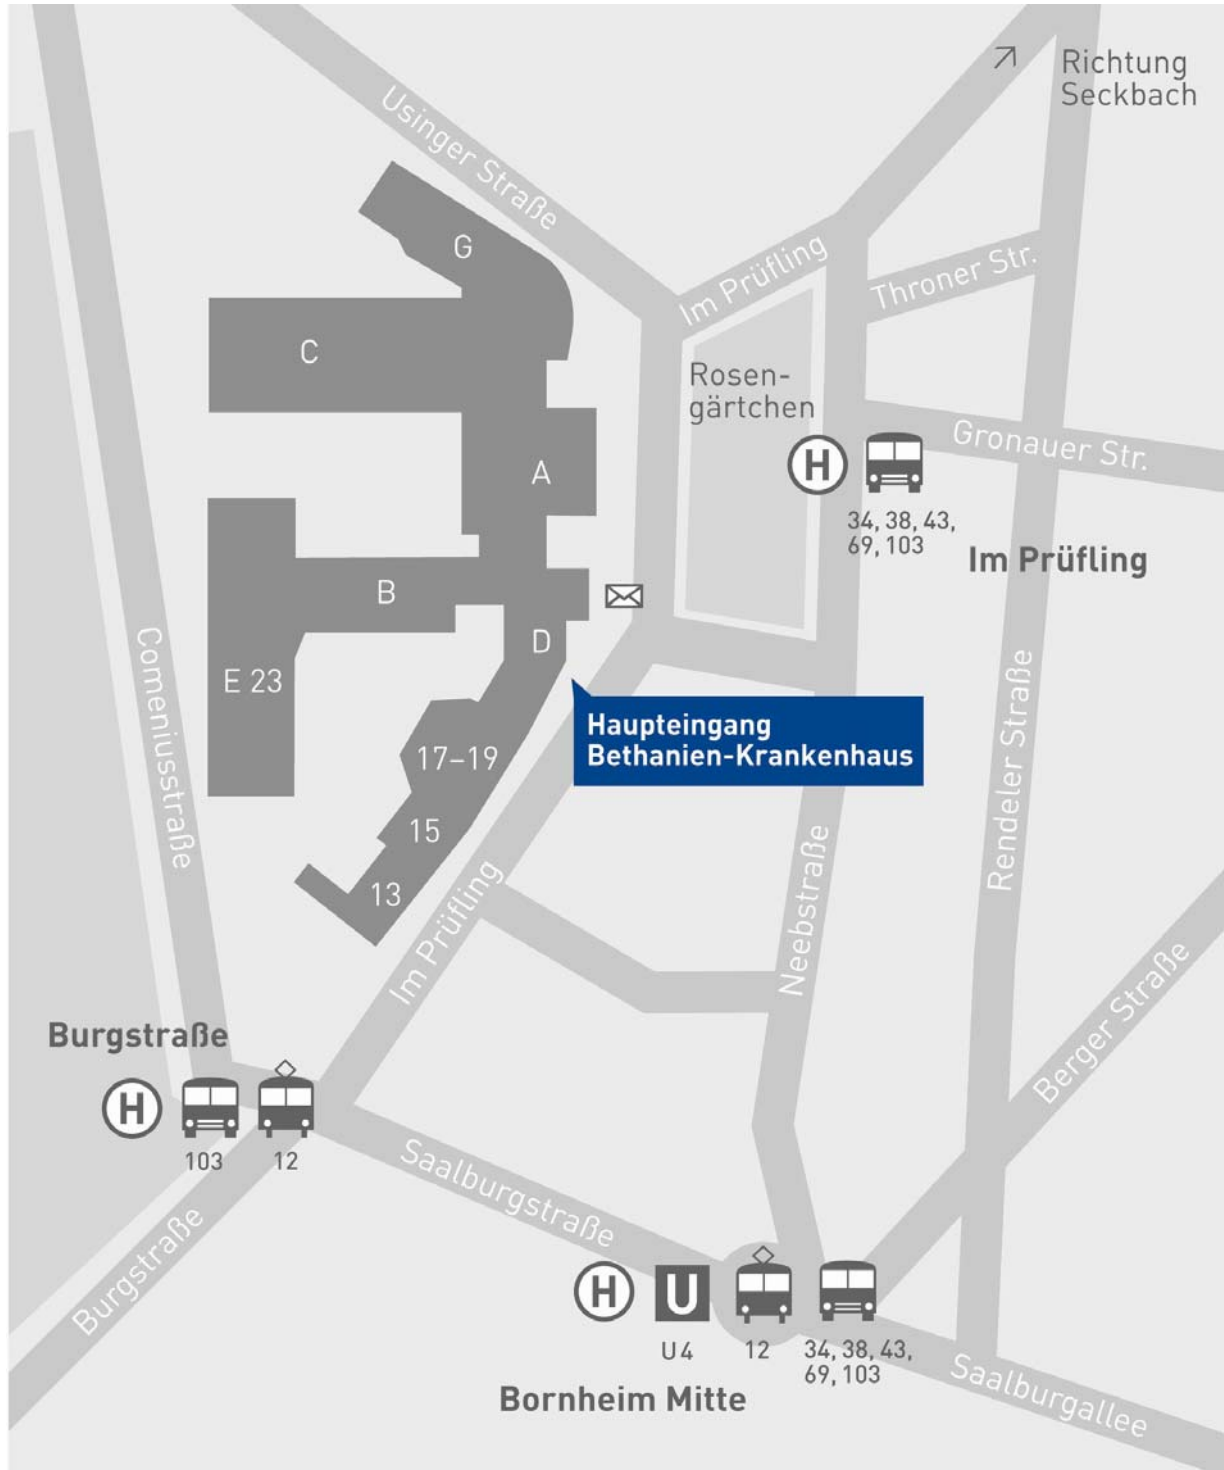 Richtung
Seckbach
Usinger Straße
Im Prüfling
Throner Str.
G
C
Rosen-
gärtchen
Gronauer Str.
H
A
34, 38, 43,
69, 103
Im Prüfling
B
D
E 23
Comeniusstraße
Haupteingang
Bethanien-Krankenhaus
17–19
15
13
Im Prüfling
Neebstraße
Rendeler Straße
Berger Straße
Burgstraße
H
103
12
Saalburgstraße
Burgstraße
H
U
U4
12
34, 38, 43,
69, 103
Bornheim Mitte
Saalburgallee